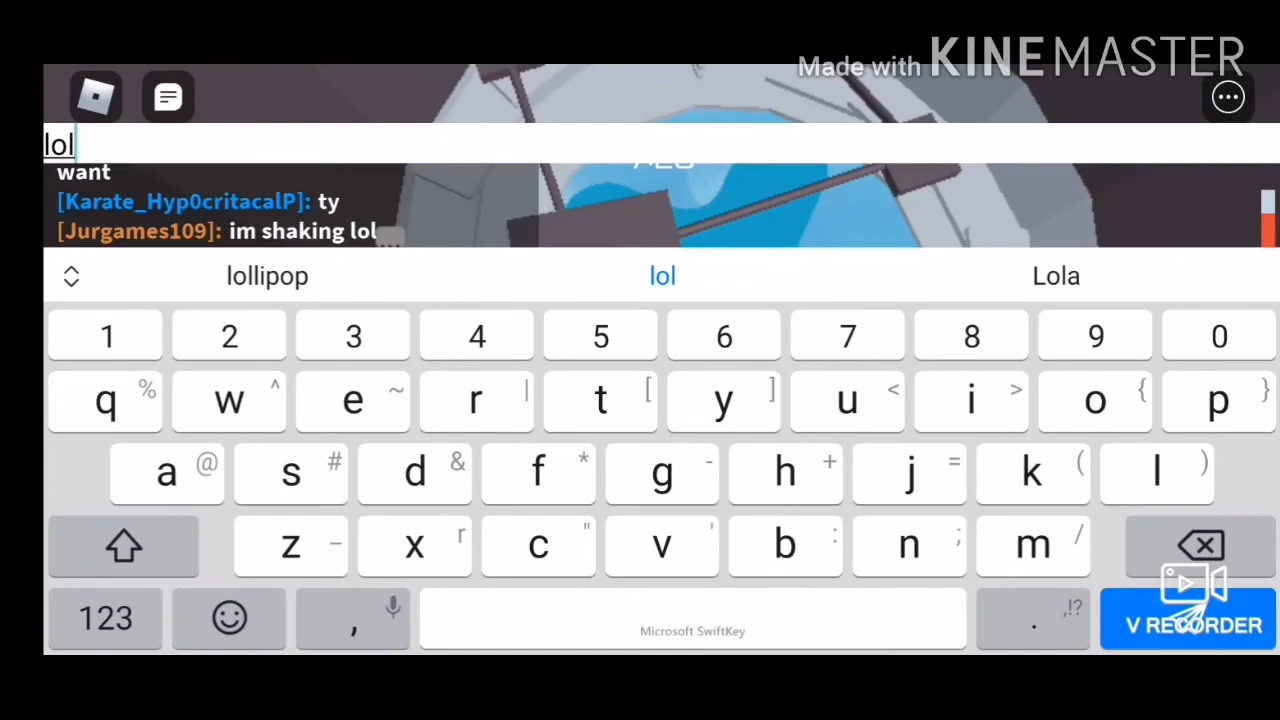 Made with KINEMASTER
lol
want
[Karate_Hyp0critacalP]: ty
[Jurgames109]: im shaking lol
lollipop lol Lola
1 2 3 4 5 6 7 8 9 0
q % w ^ e ~ r | t [ y ] u < i > o { p }
a @ s # d & f * g - h + j = k ( l )
z _ x r c " v ' b : n ; m /
123 , Microsoft SwiftKey . ,!? V RECORDER